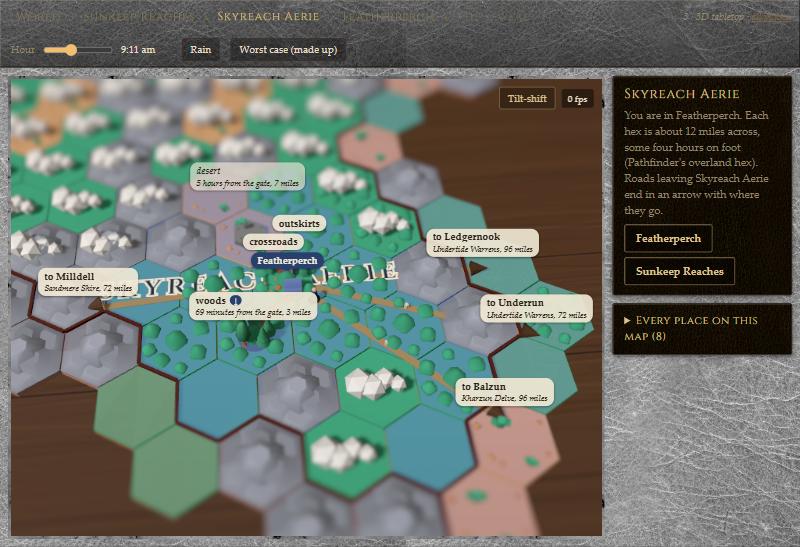 SKYREACH AERIE
Hour
9:11 am
Rain
Worst case (made up)
3 · 3D tabletop ·
Tilt-shift
0 fps
desert
5 hours from the gate, 7 miles
outskirts
crossroads
Featherperch
to Ledgernook
Undertide Warrens, 96 miles
to Milldell
Sandmere Shire, 72 miles
woods
69 minutes from the gate, 3 miles
to Underrun
Undertide Warrens, 72 miles
to Balzun
Kharzun Delve, 96 miles
SKYREACH AERIE
You are in Featherperch. Each
hex is about 12 miles across,
some four hours on foot
(Pathfinder's overland hex).
Roads leaving Skyreach Aerie
end in an arrow with where
they go.
Featherperch
Sunkeep Reaches
EVERY PLACE ON THIS
MAP (8)